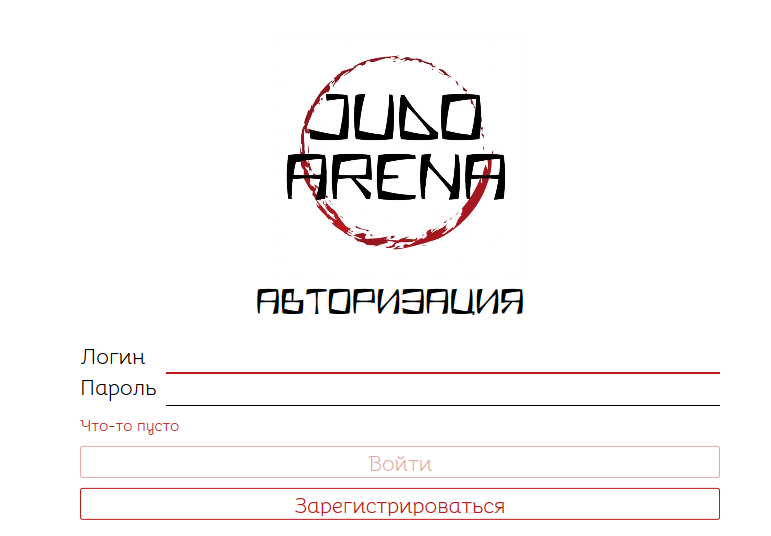 JUDO
ARENA
АВТОРИЗАЦИЯ
Логин
Пароль
Что-то пусто
Войти
Зарегистрироваться